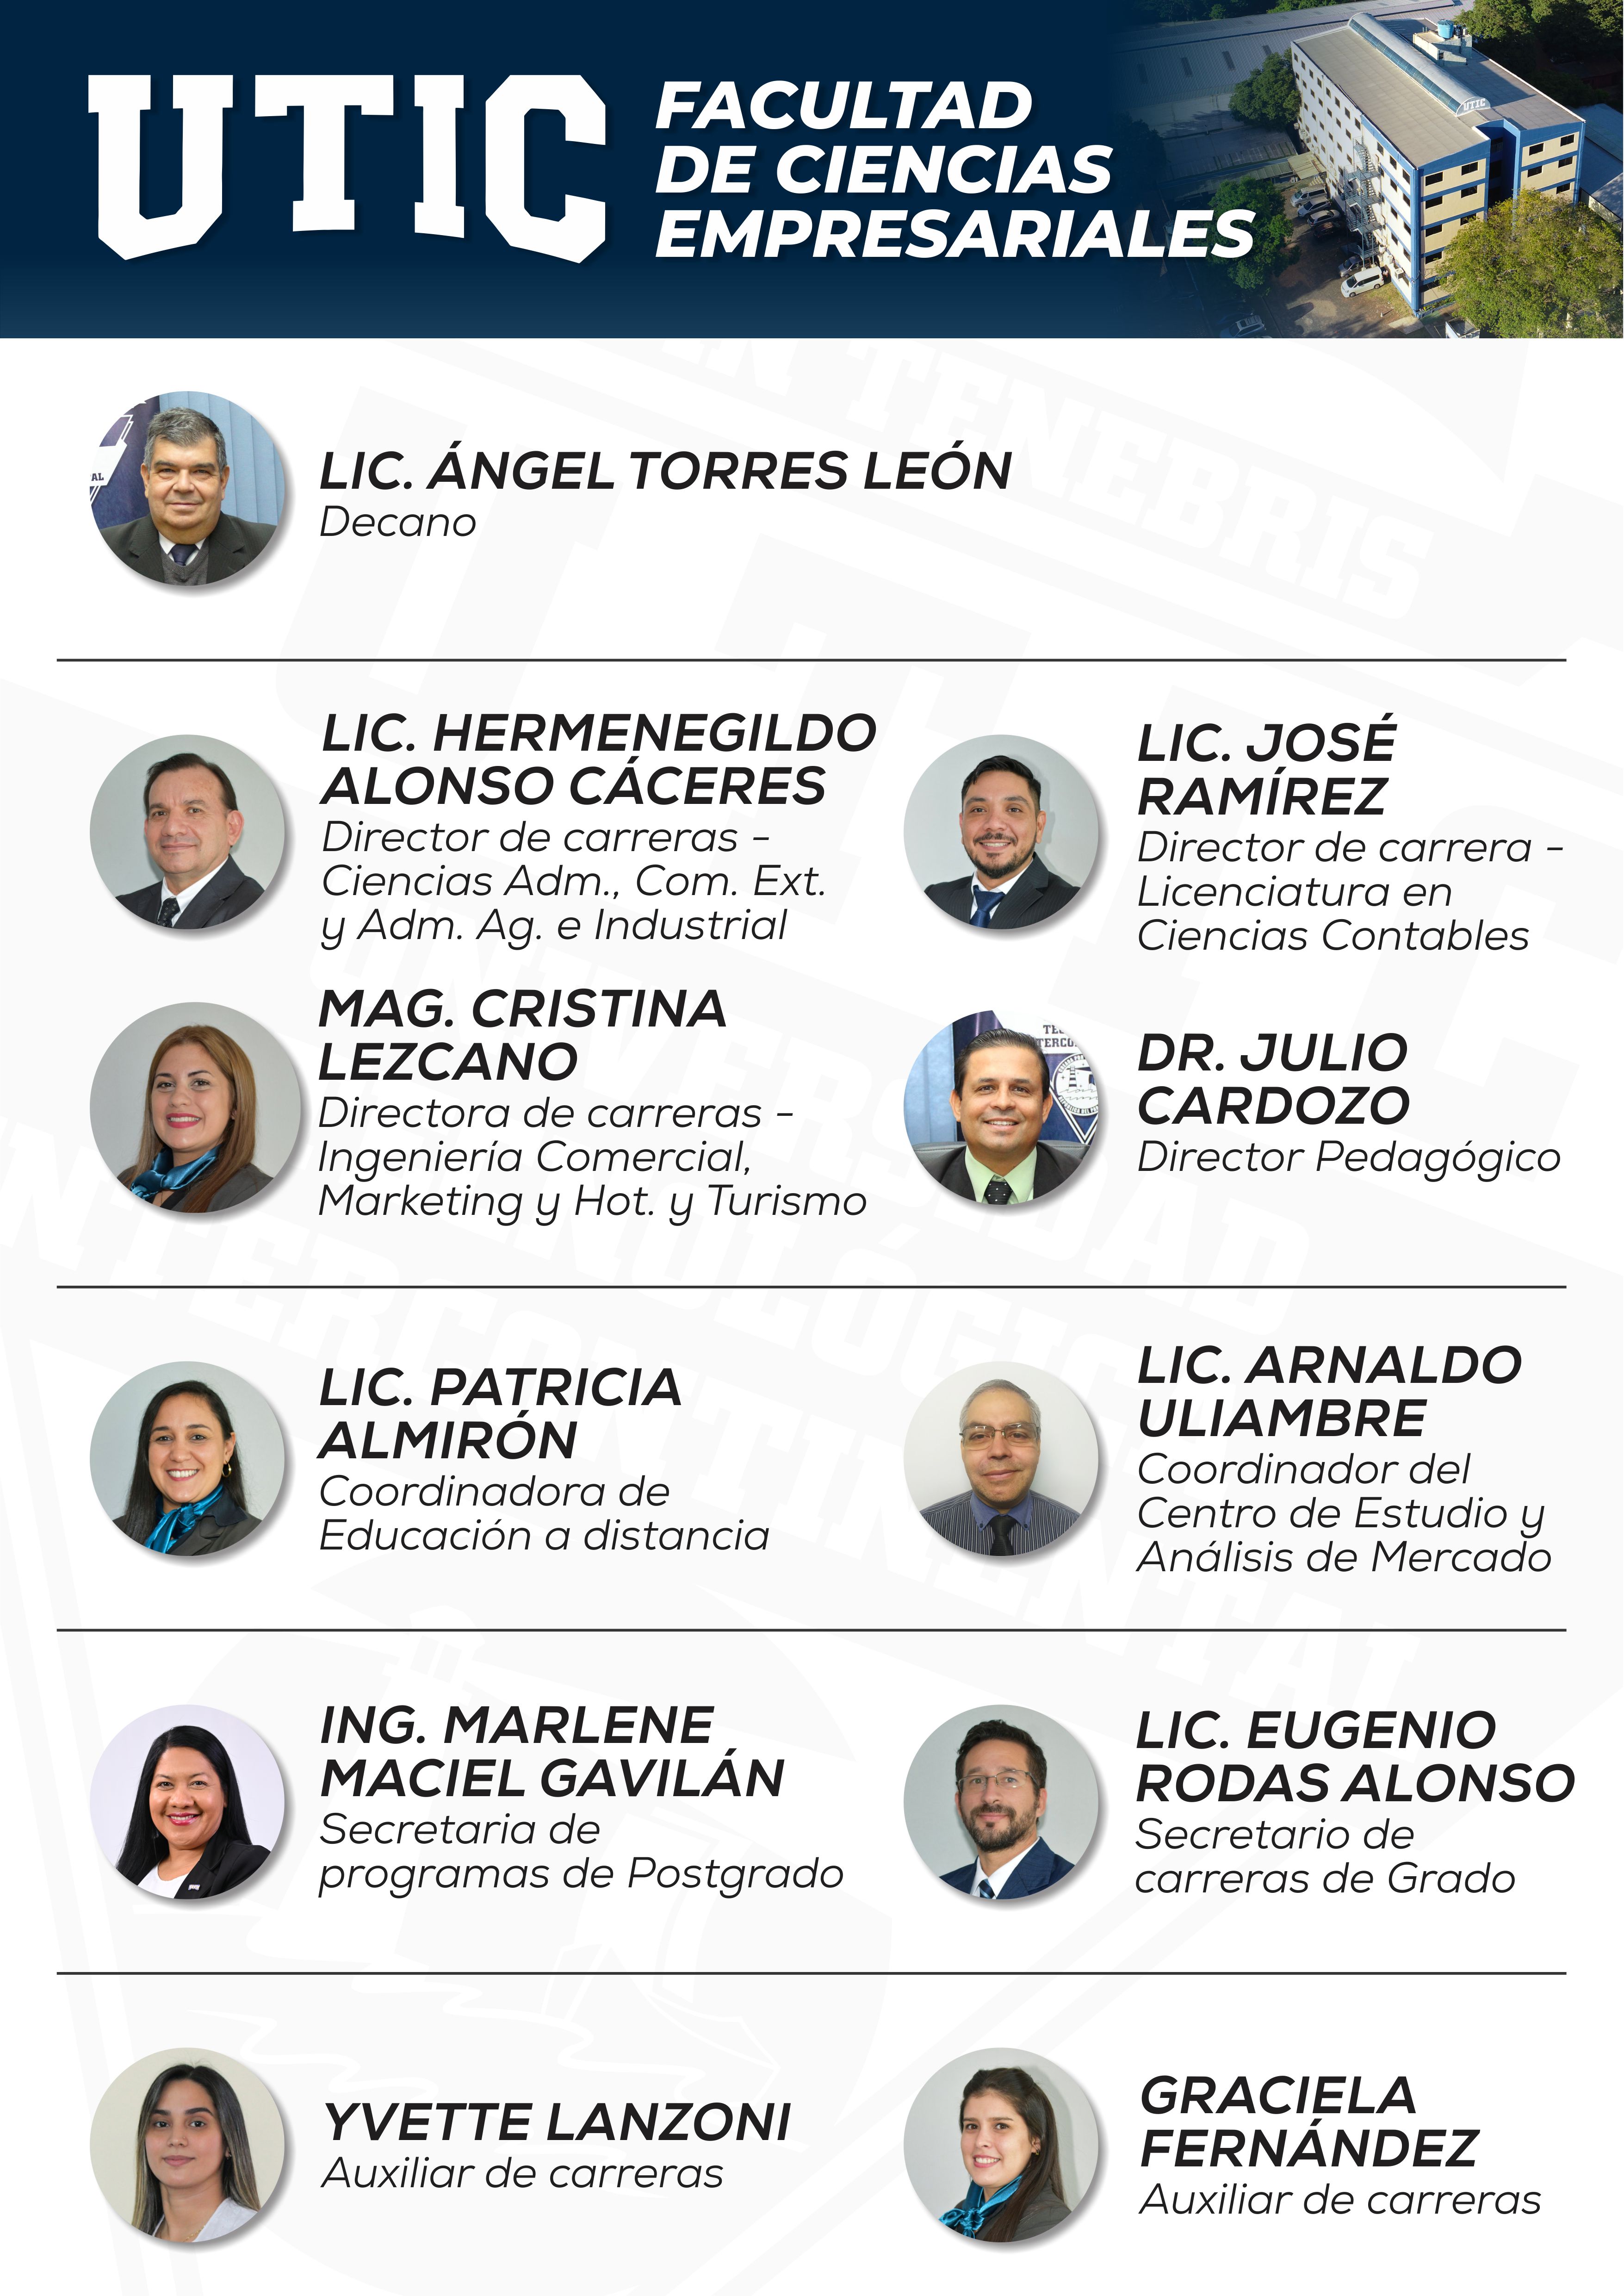 UTIC
FACULTAD
DE CIENCIAS
EMPRESARIALES
UTIC
LIC. ÁNGEL TORRES LEÓN
Decano
LIC. HERMENEGILDO
ALONSO CÁCERES
Director de carreras -
Ciencias Adm., Com. Ext.
y Adm. Ag. e Industrial
LIC. JOSÉ
RAMÍREZ
Director de carrera -
Licenciatura en
Ciencias Contables
MAG. CRISTINA
LEZCANO
Directora de carreras -
Ingeniería Comercial,
Marketing y Hot. y Turismo
DR. JULIO
CARDOZO
Director Pedagógico
LIC. PATRICIA
ALMIRÓN
Coordinadora de
Educación a distancia
LIC. ARNALDO
ULIAMBRE
Coordinador del
Centro de Estudio y
Análisis de Mercado
ING. MARLENE
MACIEL GAVILÁN
Secretaria de
programas de Postgrado
LIC. EUGENIO
RODAS ALONSO
Secretario de
carreras de Grado
YVETTE LANZONI
Auxiliar de carreras
GRACIELA
FERNÁNDEZ
Auxiliar de carreras
TENEBRIS
UTIC
UNIVERSIDAD